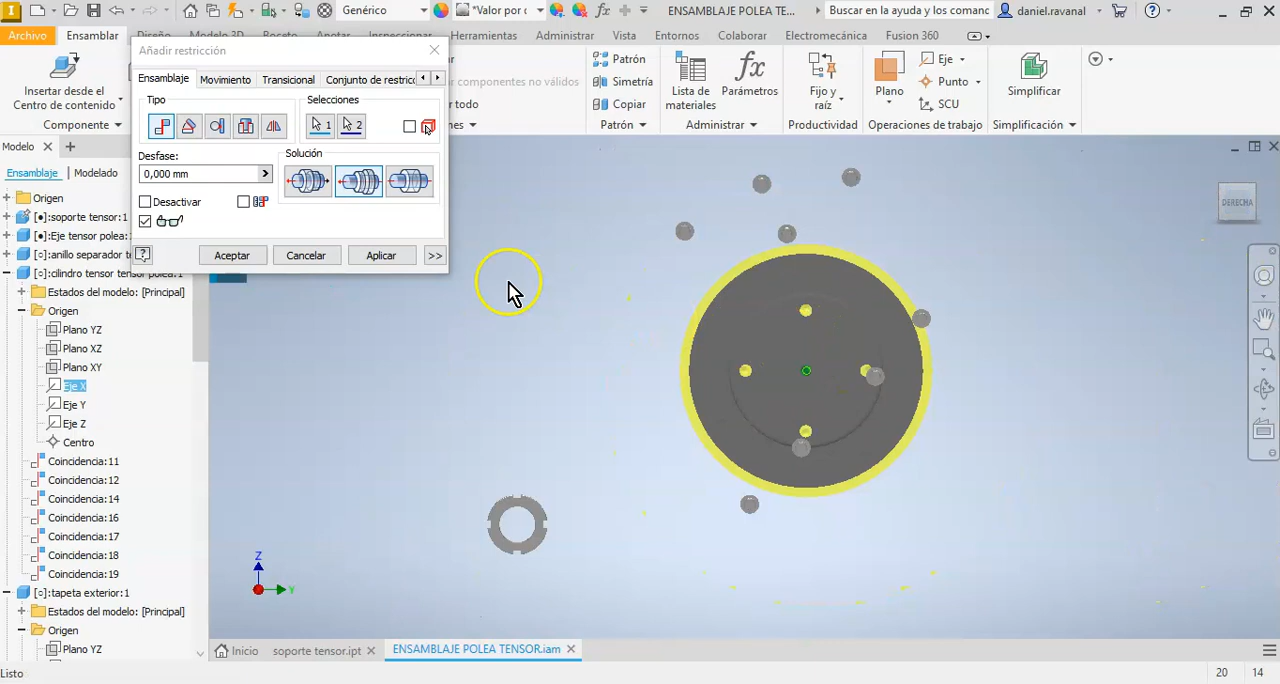 Genérico
*Valor por
ENSAMBLAJE POLEA TE...
Buscar en la ayuda y los comanc
daniel.ravanal
Archivo
Ensamblar
Diseño
Modelo 3D
Herramientas
Administrar
Vista
Entornos
Colaborar
Electromecánica
Fusion 360
Insertar desde el
Centro de contenido
Componente
Añadir restricción
Ensamblaje
Movimiento
Transicional
Conjunto de restricc
Tipo
Selecciones
1
2
Desfase:
0,000 mm
Solución
Desactivar
Aceptar
Cancelar
Aplicar
>>
componentes no válidos
Patrón
Simetría
Copiar
Patrón
Lista de
materiales
fx
Parámetros
Administrar
Fijo y
raíz
Productividad
Plano
Eje
Punto
SCU
Operaciones de trabajo
Simplificar
Simplificación
Modelo
Ensamblaje
Modelado
Origen
[●]:soporte tensor:1
[●]:Eje tensor polea:
[○]:anillo separador t
[○]:cilindro tensor tensor polea:1
Estados del modelo: [Principal]
Origen
Plano YZ
Plano XZ
Plano XY
Eje X
Eje Y
Eje Z
Centro
Coincidencia:11
Coincidencia:12
Coincidencia:14
Coincidencia:16
Coincidencia:17
Coincidencia:18
Coincidencia:19
[○]:tapeta exterior:1
Estados del modelo: [Principal]
Origen
Plano YZ
DERECHA
Z
Y
Inicio
soporte tensor.ipt
ENSAMBLAJE POLEA TENSOR.iam
Listo
20
14